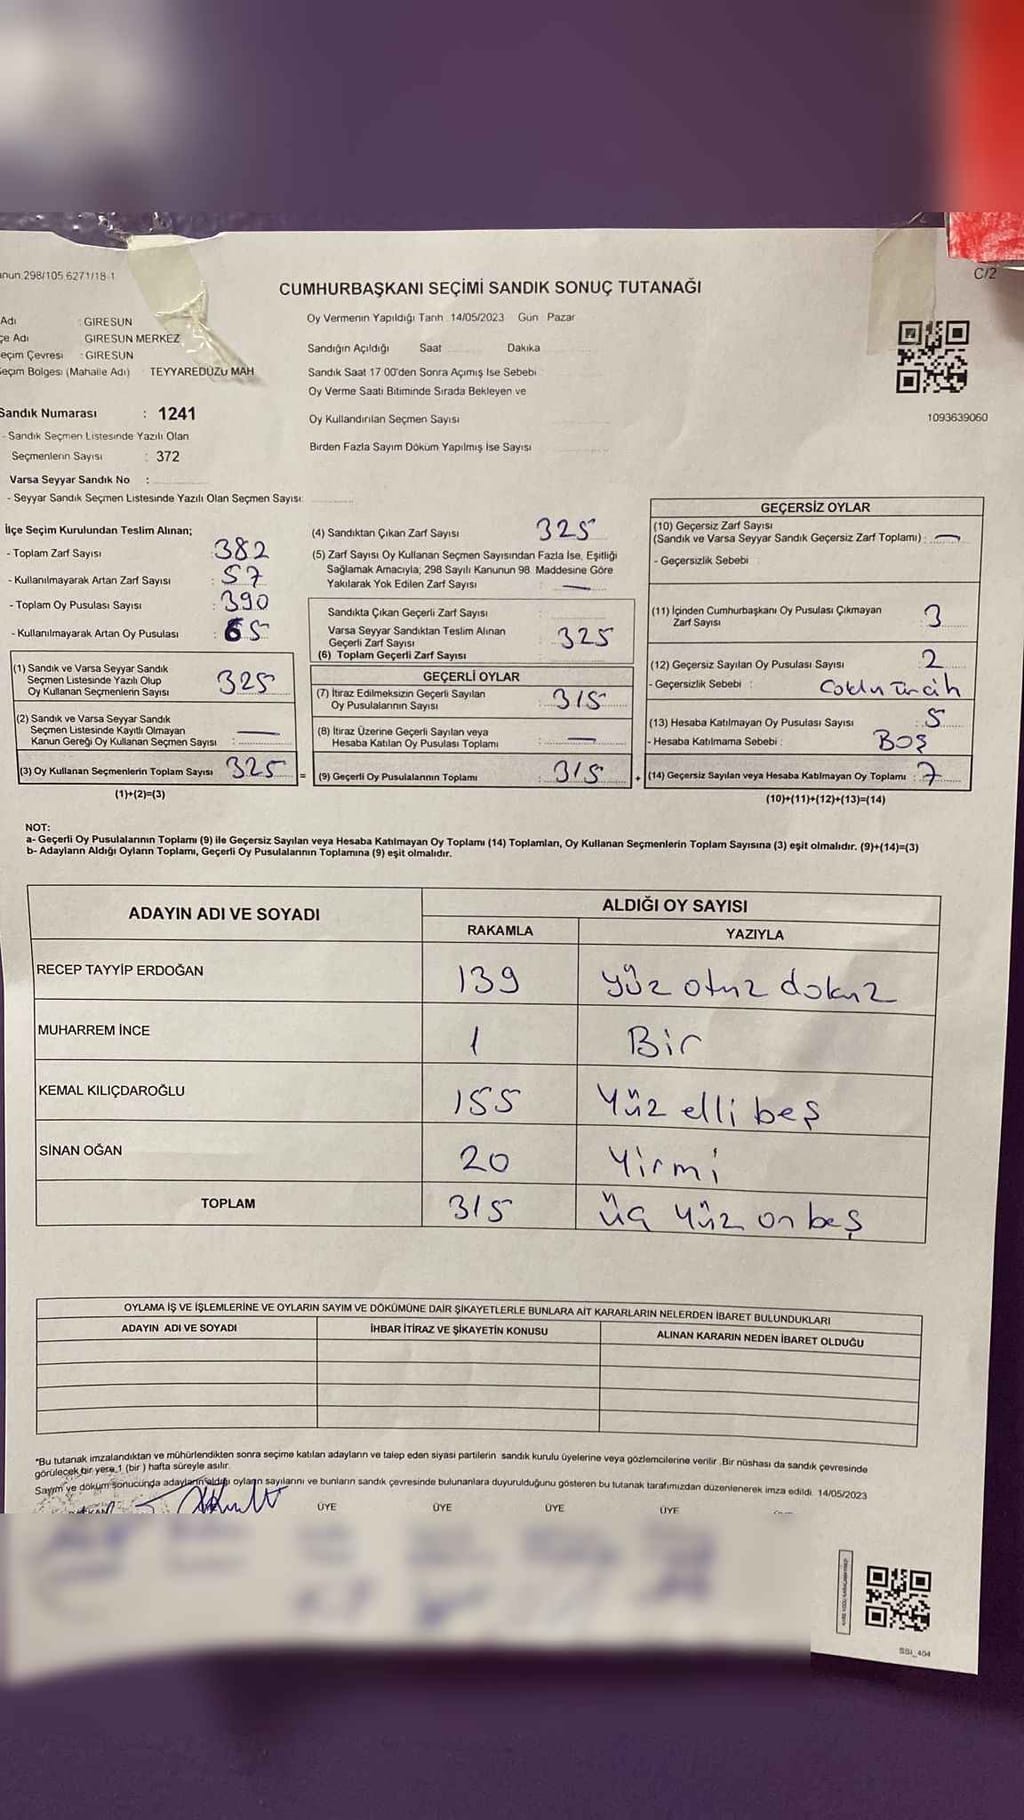 anun.298/105.6271/18-1
C/2
CUMHURBAŞKANI SEÇİMİ SANDIK SONUÇ TUTANAĞI
Adı : GIRESUN
çe Adı GIRESUN MERKEZ
eçim Çevresi : GIRESUN
Seçim Bölgesi (Mahalle Adı) TEYYAREDÜZÜ MAH
Oy Vermenin Yapıldığı Tarih 14/05/2023 Gün Pazar
Sandığın Açıldığı Saat Dakika
Sandık Saat 17 00'den Sonra Açımış Ise Sebebi
Oy Verme Saati Bitiminde Sırada Bekleyen ve
Oy Kullandırılan Seçmen Sayısı
Birden Fazla Sayım Döküm Yapılmış Ise Sayısı
1093639060
Sandık Numarası : 1241
- Sandık Seçmen Listesinde Yazılı Olan
Seçmenlerin Sayısı : 372
Varsa Seyyar Sandık No :
- Seyyar Sandık Seçmen Listesinde Yazılı Olan Seçmen Sayısı:
İlçe Seçim Kurulundan Teslim Alınan;
- Toplam Zarf Sayısı : 382
- Kullanılmayarak Artan Zarf Sayısı : 57
- Toplam Oy Pusulası Sayısı : 390
- Kullanılmayarak Artan Oy Pusulası : 65
(1) Sandık ve Varsa Seyyar Sandık
Seçmen Listesinde Yazılı Olup
Oy Kullanan Seçmenlerin Sayısı : 325
(2) Sandık ve Varsa Seyyar Sandık
Seçmen Listesinde Kayıtlı Olmayan
Kanun Gereği Oy Kullanan Seçmen Sayısı : —
(3) Oy Kullanan Seçmenlerin Toplam Sayısı : 325
(1)+(2)=(3)
(4) Sandıktan Çıkan Zarf Sayısı 325
(5) Zarf Sayısı Oy Kullanan Seçmen Sayısından Fazla Ise, Eşitliği
Sağlamak Amacıyla, 298 Sayılı Kanunun 98. Maddesine Göre
Yakılarak Yok Edilen Zarf Sayısı —
Sandıkta Çıkan Geçerli Zarf Sayısı
Varsa Seyyar Sandıktan Teslim Alınan
Geçerli Zarf Sayısı
(6) Toplam Geçerli Zarf Sayısı 325
GEÇERLİ OYLAR
(7) İtiraz Edilmeksizin Geçerli Sayılan
Oy Pusulalarının Sayısı : 315
(8) İtiraz Üzerine Geçerli Sayılan veya
Hesaba Katılan Oy Pusulası Toplamı : —
= (9) Geçerli Oy Pusulalarının Toplamı : 315 +
GEÇERSİZ OYLAR
(10) Geçersiz Zarf Sayısı
(Sandık ve Varsa Seyyar Sandık Geçersiz Zarf Toplamı) : —
- Geçersizlik Sebebi
(11) İçinden Cumhurbaşkanı Oy Pusulası Çıkmayan
Zarf Sayısı 3
(12) Geçersiz Sayılan Oy Pusulası Sayısı 2
- Geçersizlik Sebebi :
(13) Hesaba Katılmayan Oy Pusulası Sayısı : 5
- Hesaba Katılmama Sebebi : BOŞ
(14) Geçersiz Sayılan veya Hesaba Katılmayan Oy Toplamı : 7
(10)+(11)+(12)+(13)=(14)
NOT:
a- Geçerli Oy Pusulalarının Toplamı (9) ile Geçersiz Sayılan veya Hesaba Katılmayan Oy Toplamı (14) Toplamları, Oy Kullanan Seçmenlerin Toplam Sayısına (3) eşit olmalıdır. (9)+(14)=(3)
b- Adayların Aldığı Oyların Toplamı, Geçerli Oy Pusulalarının Toplamına (9) eşit olmalıdır.
ADAYIN ADI VE SOYADI ALDIĞI OY SAYISI
RAKAMLA YAZIYLA
RECEP TAYYİP ERDOĞAN 139 Yüz otuz dokuz
MUHARREM İNCE 1 Bir
KEMAL KILIÇDAROĞLU 155 Yüz elli beş
SİNAN OĞAN 20 Yirmi
TOPLAM 315 üç yüz on beş
OYLAMA İŞ VE İŞLEMLERİNE VE OYLARIN SAYIM VE DÖKÜMÜNE DAİR ŞİKAYETLERLE BUNLARA AİT KARARLARIN NELERDEN İBARET BULUNDUKLARI
ADAYIN ADI VE SOYADI İHBAR İTİRAZ VE ŞİKAYETİN KONUSU ALINAN KARARIN NEDEN İBARET OLDUĞU
"Bu tutanak imzalandıktan ve mühürlendikten sonra seçime katılan adayların ve talep eden siyasi partilerin sandık kurulu üyelerine veya gözlemcilerine verilir. Bir nüshası da sandık çevresinde
görülecek bir yere 1 (bir) hafta süreyle asılır.
Sayım ve döküm sonucunda adayların aldığı oyların sayılarını ve bunların sandık çevresinde bulunanlara duyurulduğunu gösteren bu tutanak tarafımızdan düzenlenerek imza edildi. 14/05/2023
ÜYE ÜYE ÜYE ÜYE
SBI_404